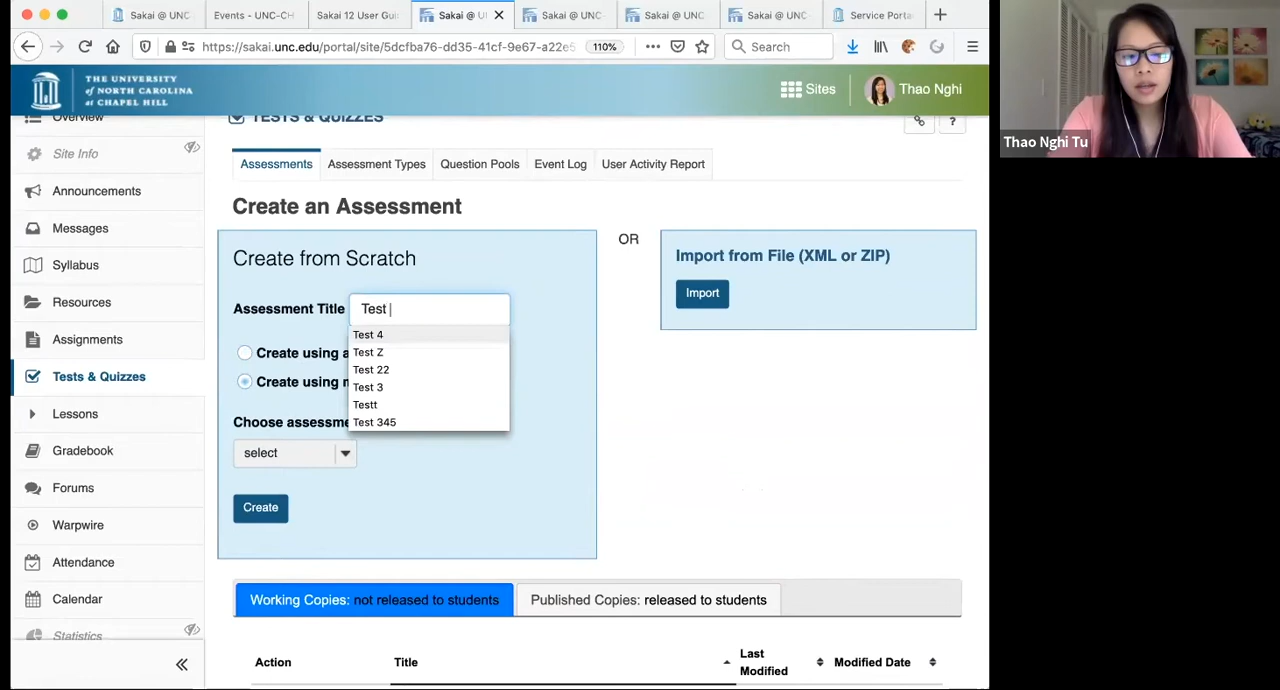 Sakai @ UNC
Events - UNC-CH
Sakai 12 User Gui
Sakai @ U
Sakai @ UNC
Sakai @ UNC
Sakai @ UNC
Service Porta
https://sakai.unc.edu/portal/site/5dcfba76-dd35-41cf-9e67-a22e5
110%
Search
THE UNIVERSITY
of NORTH CAROLINA
at CHAPEL HILL
Sites
Thao Nghi
Thao Nghi Tu
Overview
Site Info
Announcements
Messages
Syllabus
Resources
Assignments
Tests & Quizzes
Lessons
Gradebook
Forums
Warpwire
Attendance
Calendar
Statistics
TESTS & QUIZZES
?
Assessments
Assessment Types
Question Pools
Event Log
User Activity Report
Create an Assessment
Create from Scratch
Assessment Title
Test
Test 4
Test Z
Test 22
Test 3
Testt
Test 345
Create using a
Create using m
Choose assessme
select
Create
OR
Import from File (XML or ZIP)
Import
Working Copies: not released to students
Published Copies: released to students
Action
Title
Last
Modified
Modified Date